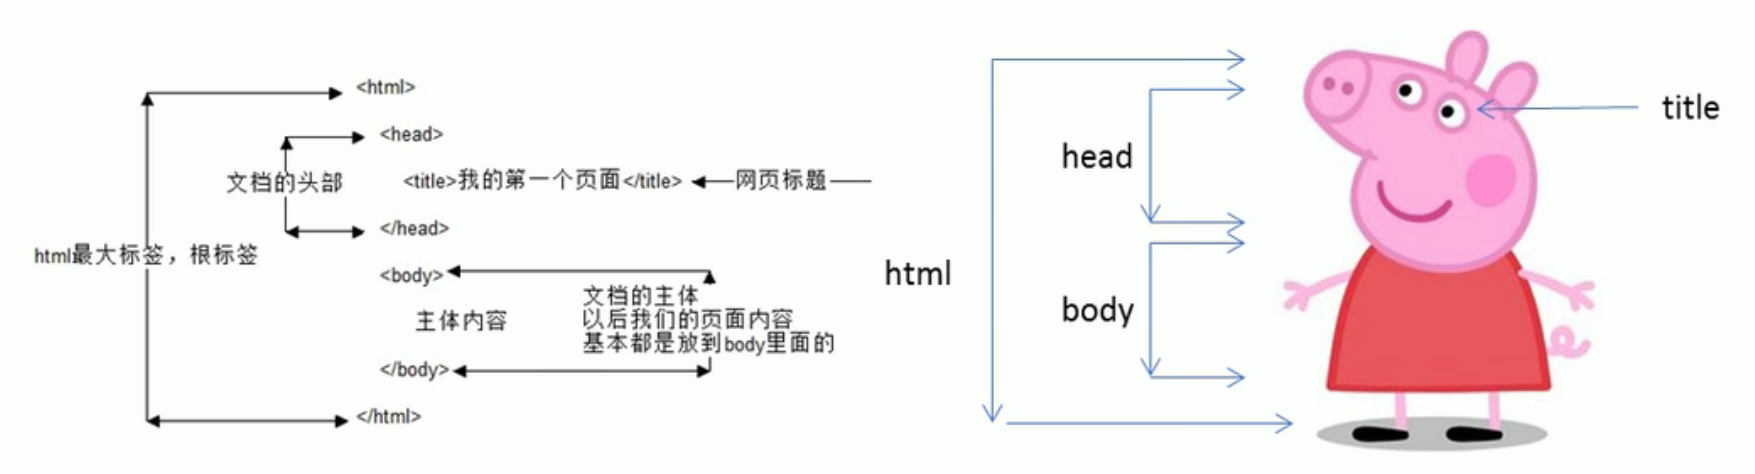 <html>
<head>
文档的头部
<title>我的第一个页面</title>
网页标题
</head>
html最大标签，根标签
<body>
文档的主体
以后我们的页面内容
基本都是放到body里面的
主体内容
</body>
</html>
title
head
html
body